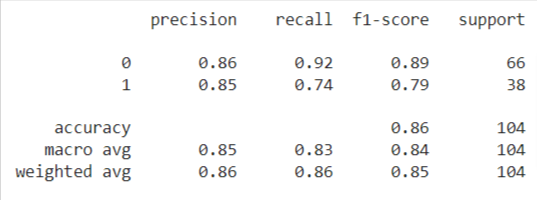 precision recall f1-score support
0 0.86 0.92 0.89 66
1 0.85 0.74 0.79 38
accuracy 0.86 104
macro avg 0.85 0.83 0.84 104
weighted avg 0.86 0.86 0.85 104